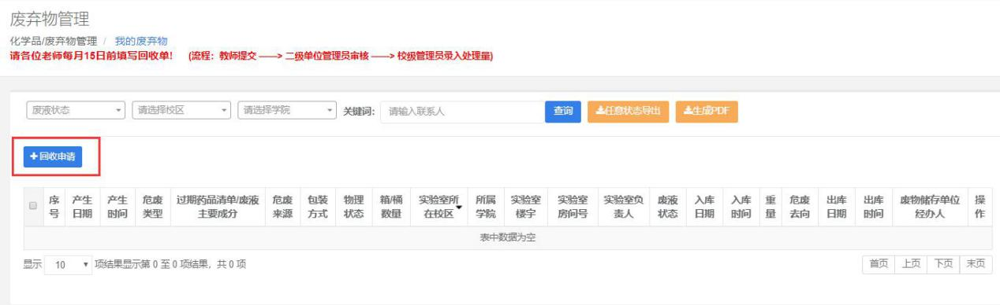 废弃物管理
化学品/废弃物管理 / 我的废弃物
请各位老师每月15日前填写回收单! (流程: 教师提交 ——> 二级单位管理员审核 ——> 校级管理员录入处理量)
废液状态 请选择校区 请选择学院 关键词: 请输入联系人 查询 任意状态导出 生成PDF
+回收申请
序号 产生日期 产生时间 危废类型 过期药品清单/废液主要成分 危废来源 包装方式 物理状态 箱/桶数量 实验室所在校区 所属学院 实验室楼宇 实验室房间号 实验室负责人 废液状态 入库日期 入库时间 重量 危废去向 出库日期 出库时间 废物储存单位经办人 操作
表中数据为空
显示 10 项结果显示第 0 至 0 项结果, 共 0 项 首页 上页 下页 末页